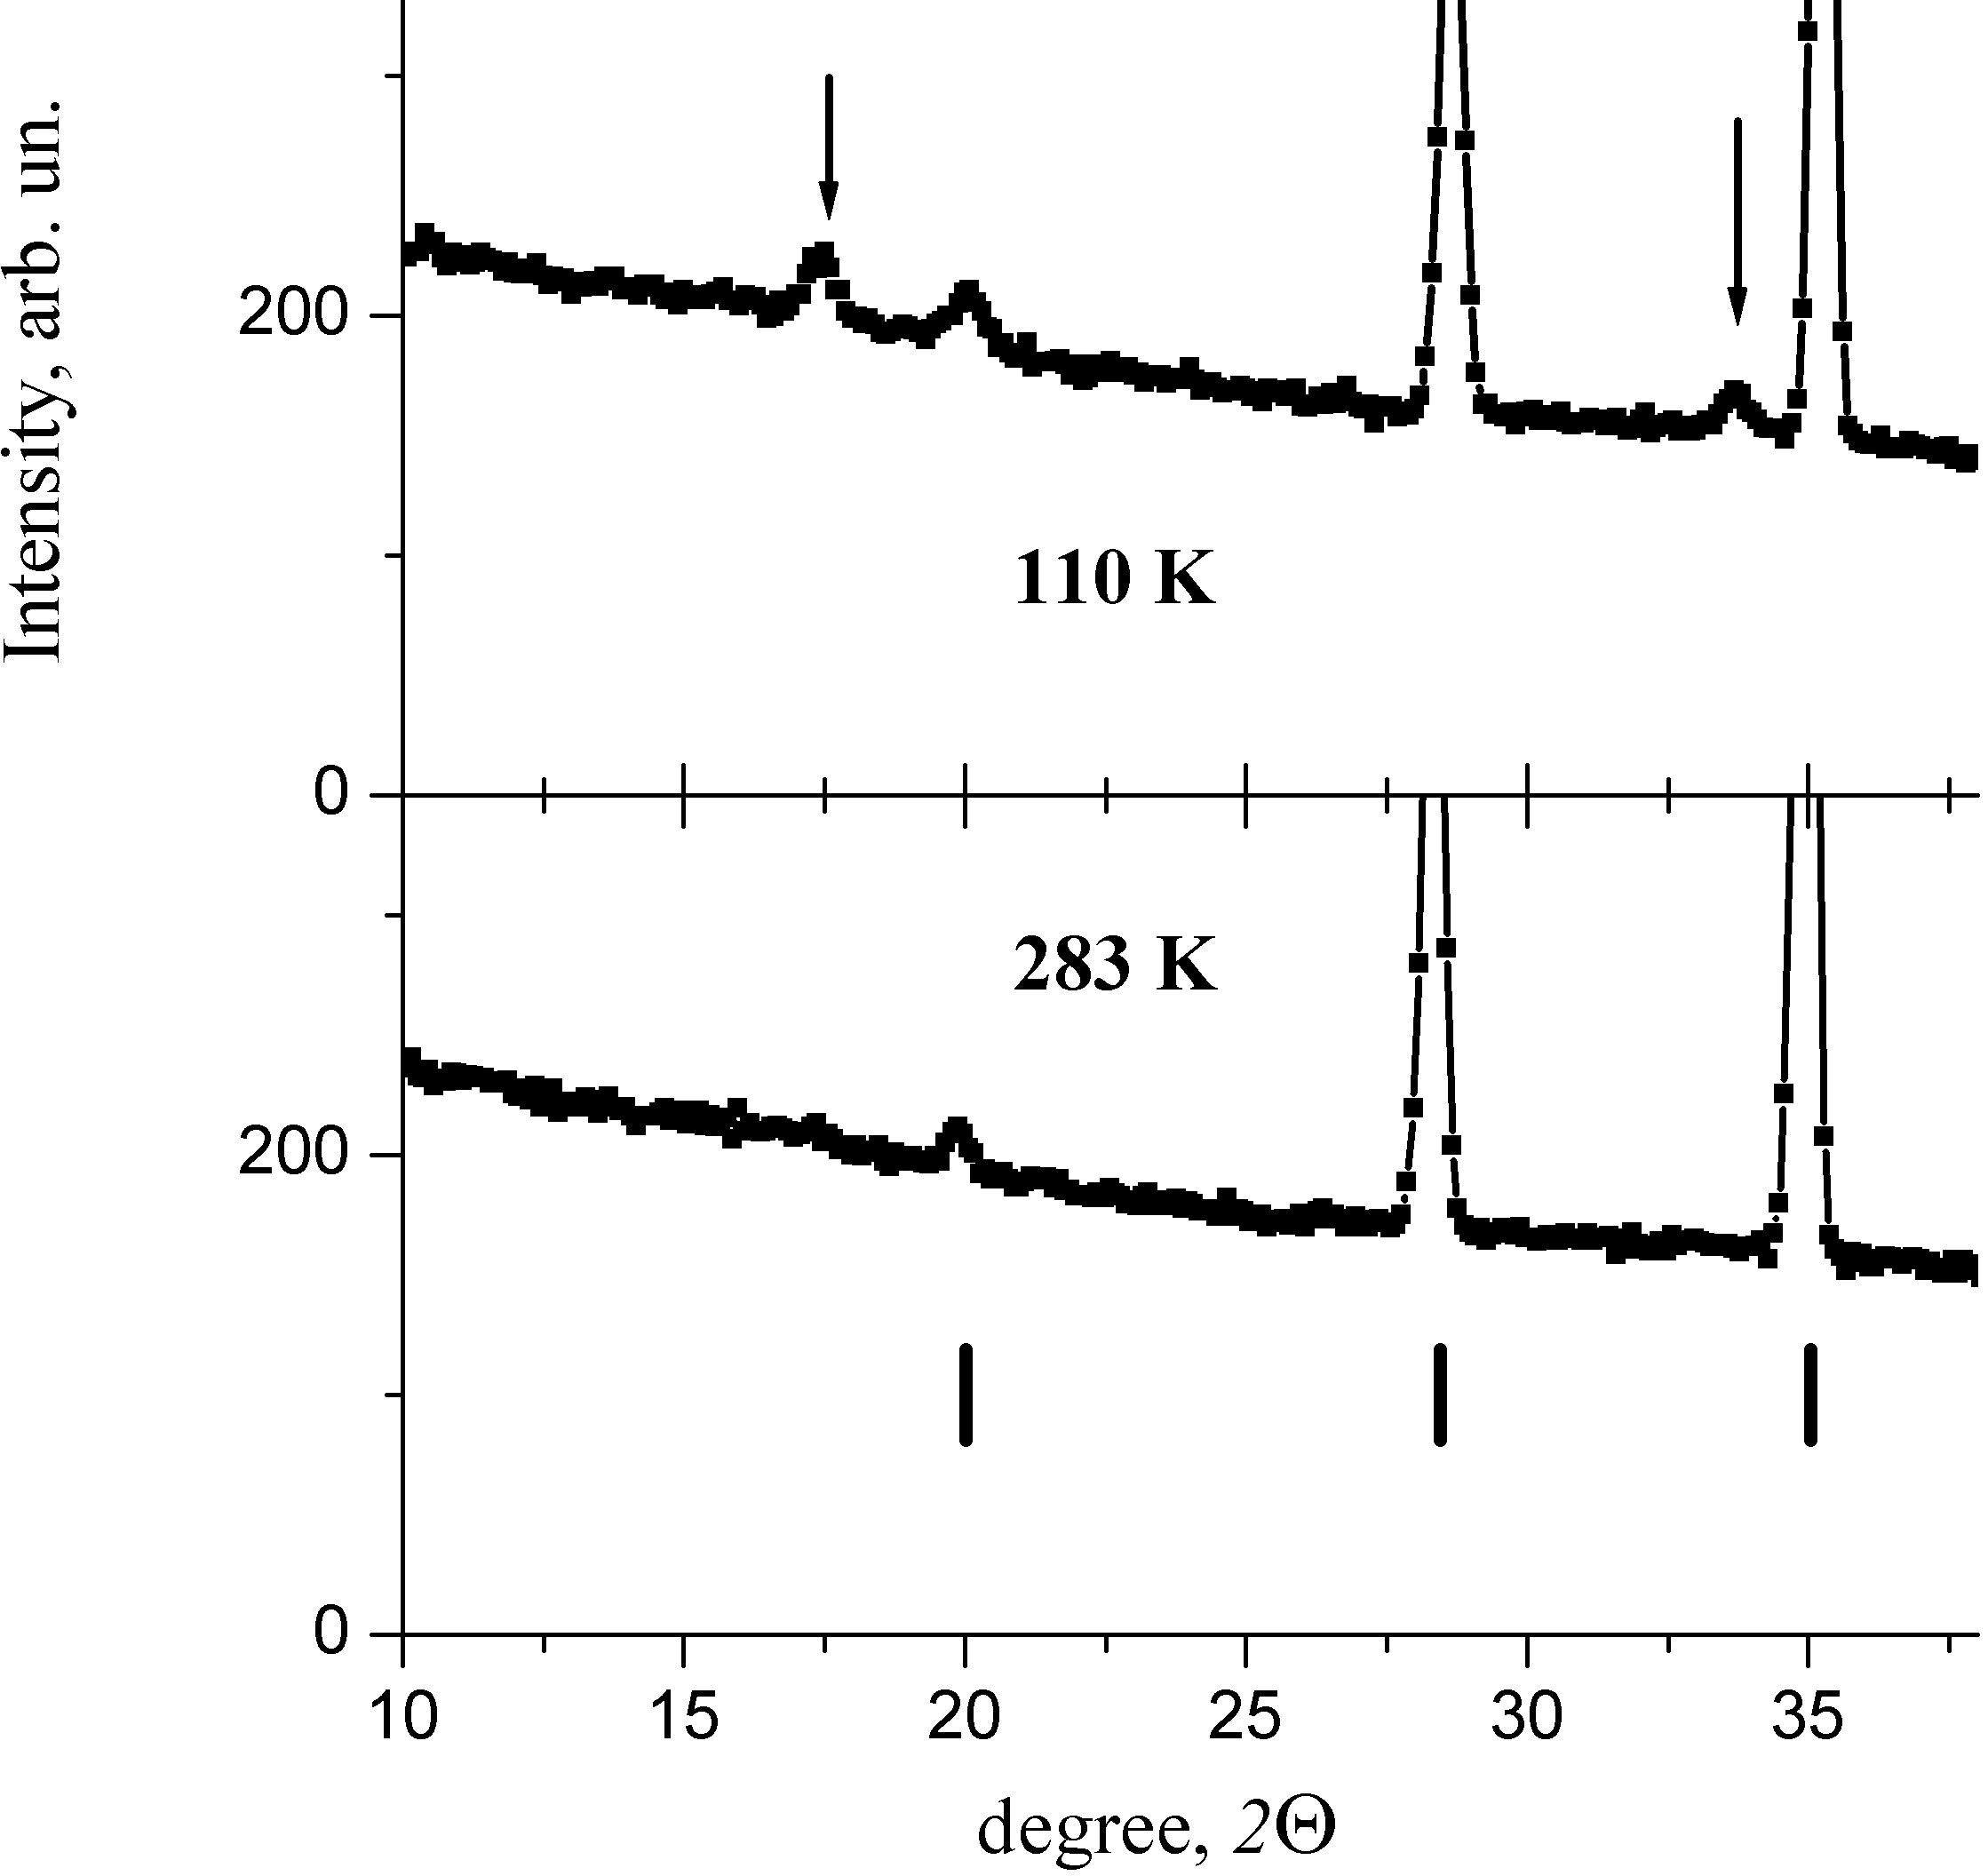 Intensity, arb. un.
200
110 K
0
283 K
200
0
10 15 20 25 30 35
degree, 2Θ